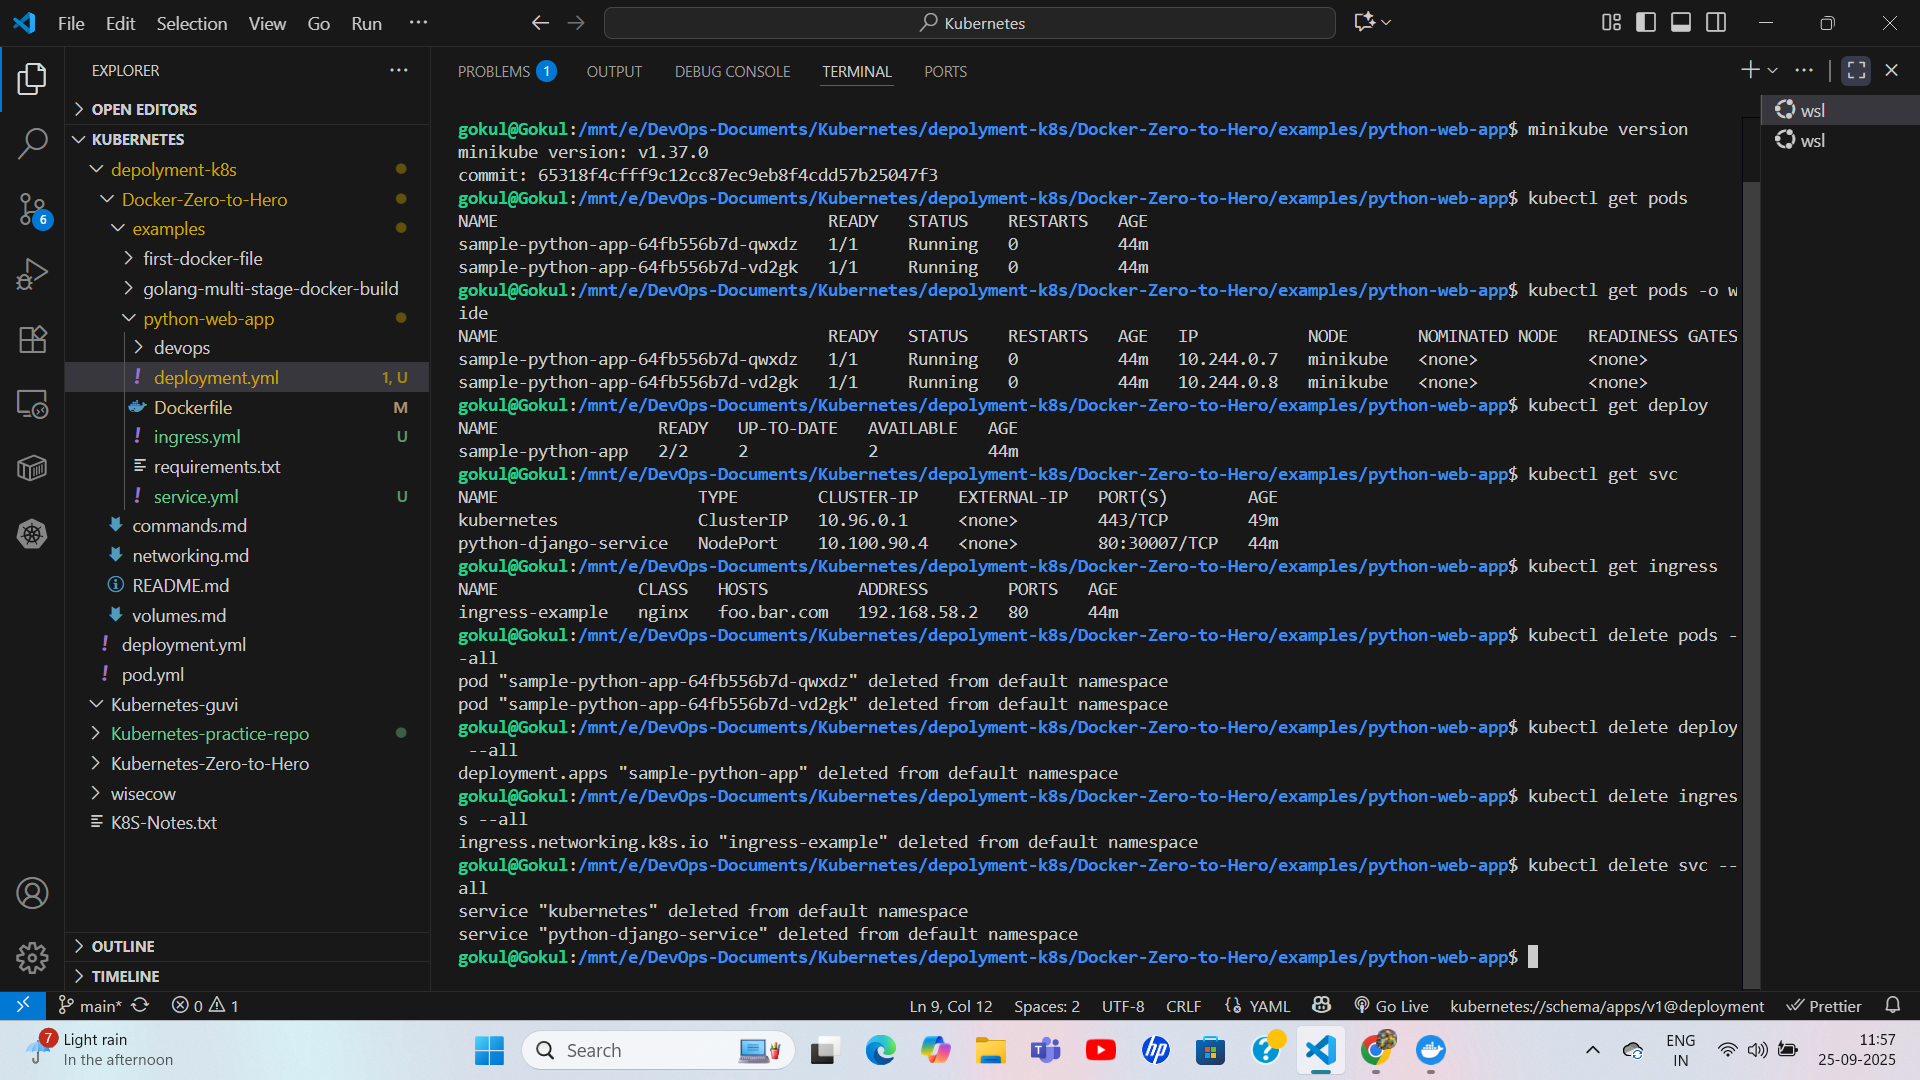 File Edit Selection View Go Run ···
Kubernetes
EXPLORER
OPEN EDITORS
KUBERNETES
depolyment-k8s
Docker-Zero-to-Hero
examples
first-docker-file
golang-multi-stage-docker-build
python-web-app
devops
! deployment.yml 1, U
Dockerfile M
! ingress.yml U
requirements.txt
! service.yml U
commands.md
networking.md
README.md
volumes.md
! deployment.yml
! pod.yml
Kubernetes-guvi
Kubernetes-practice-repo
Kubernetes-Zero-to-Hero
wisecow
K8S-Notes.txt
OUTLINE
TIMELINE
6
PROBLEMS 1 OUTPUT DEBUG CONSOLE TERMINAL PORTS
wsl
wsl
gokul@Gokul:/mnt/e/DevOps-Documents/Kubernetes/depolyment-k8s/Docker-Zero-to-Hero/examples/python-web-app$ minikube version
minikube version: v1.37.0
commit: 65318f4cfff9c12cc87ec9eb8f4cdd57b25047f3
gokul@Gokul:/mnt/e/DevOps-Documents/Kubernetes/depolyment-k8s/Docker-Zero-to-Hero/examples/python-web-app$ kubectl get pods
NAME READY STATUS RESTARTS AGE
sample-python-app-64fb556b7d-qwxdz 1/1 Running 0 44m
sample-python-app-64fb556b7d-vd2gk 1/1 Running 0 44m
gokul@Gokul:/mnt/e/DevOps-Documents/Kubernetes/depolyment-k8s/Docker-Zero-to-Hero/examples/python-web-app$ kubectl get pods -o w
ide
NAME READY STATUS RESTARTS AGE IP NODE NOMINATED NODE READINESS GATES
sample-python-app-64fb556b7d-qwxdz 1/1 Running 0 44m 10.244.0.7 minikube <none> <none>
sample-python-app-64fb556b7d-vd2gk 1/1 Running 0 44m 10.244.0.8 minikube <none> <none>
gokul@Gokul:/mnt/e/DevOps-Documents/Kubernetes/depolyment-k8s/Docker-Zero-to-Hero/examples/python-web-app$ kubectl get deploy
NAME READY UP-TO-DATE AVAILABLE AGE
sample-python-app 2/2 2 2 44m
gokul@Gokul:/mnt/e/DevOps-Documents/Kubernetes/depolyment-k8s/Docker-Zero-to-Hero/examples/python-web-app$ kubectl get svc
NAME TYPE CLUSTER-IP EXTERNAL-IP PORT(S) AGE
kubernetes ClusterIP 10.96.0.1 <none> 443/TCP 49m
python-django-service NodePort 10.100.90.4 <none> 80:30007/TCP 44m
gokul@Gokul:/mnt/e/DevOps-Documents/Kubernetes/depolyment-k8s/Docker-Zero-to-Hero/examples/python-web-app$ kubectl get ingress
NAME CLASS HOSTS ADDRESS PORTS AGE
ingress-example nginx foo.bar.com 192.168.58.2 80 44m
gokul@Gokul:/mnt/e/DevOps-Documents/Kubernetes/depolyment-k8s/Docker-Zero-to-Hero/examples/python-web-app$ kubectl delete pods -
-all
pod "sample-python-app-64fb556b7d-qwxdz" deleted from default namespace
pod "sample-python-app-64fb556b7d-vd2gk" deleted from default namespace
gokul@Gokul:/mnt/e/DevOps-Documents/Kubernetes/depolyment-k8s/Docker-Zero-to-Hero/examples/python-web-app$ kubectl delete deploy
--all
deployment.apps "sample-python-app" deleted from default namespace
gokul@Gokul:/mnt/e/DevOps-Documents/Kubernetes/depolyment-k8s/Docker-Zero-to-Hero/examples/python-web-app$ kubectl delete ingres
s --all
ingress.networking.k8s.io "ingress-example" deleted from default namespace
gokul@Gokul:/mnt/e/DevOps-Documents/Kubernetes/depolyment-k8s/Docker-Zero-to-Hero/examples/python-web-app$ kubectl delete svc --
all
service "kubernetes" deleted from default namespace
service "python-django-service" deleted from default namespace
gokul@Gokul:/mnt/e/DevOps-Documents/Kubernetes/depolyment-k8s/Docker-Zero-to-Hero/examples/python-web-app$
main* 0 1 Ln 9, Col 12 Spaces: 2 UTF-8 CRLF YAML Go Live kubernetes://schema/apps/v1@deployment Prettier
7 Light rain
In the afternoon
Search
hp
ENG
IN
11:57
25-09-2025